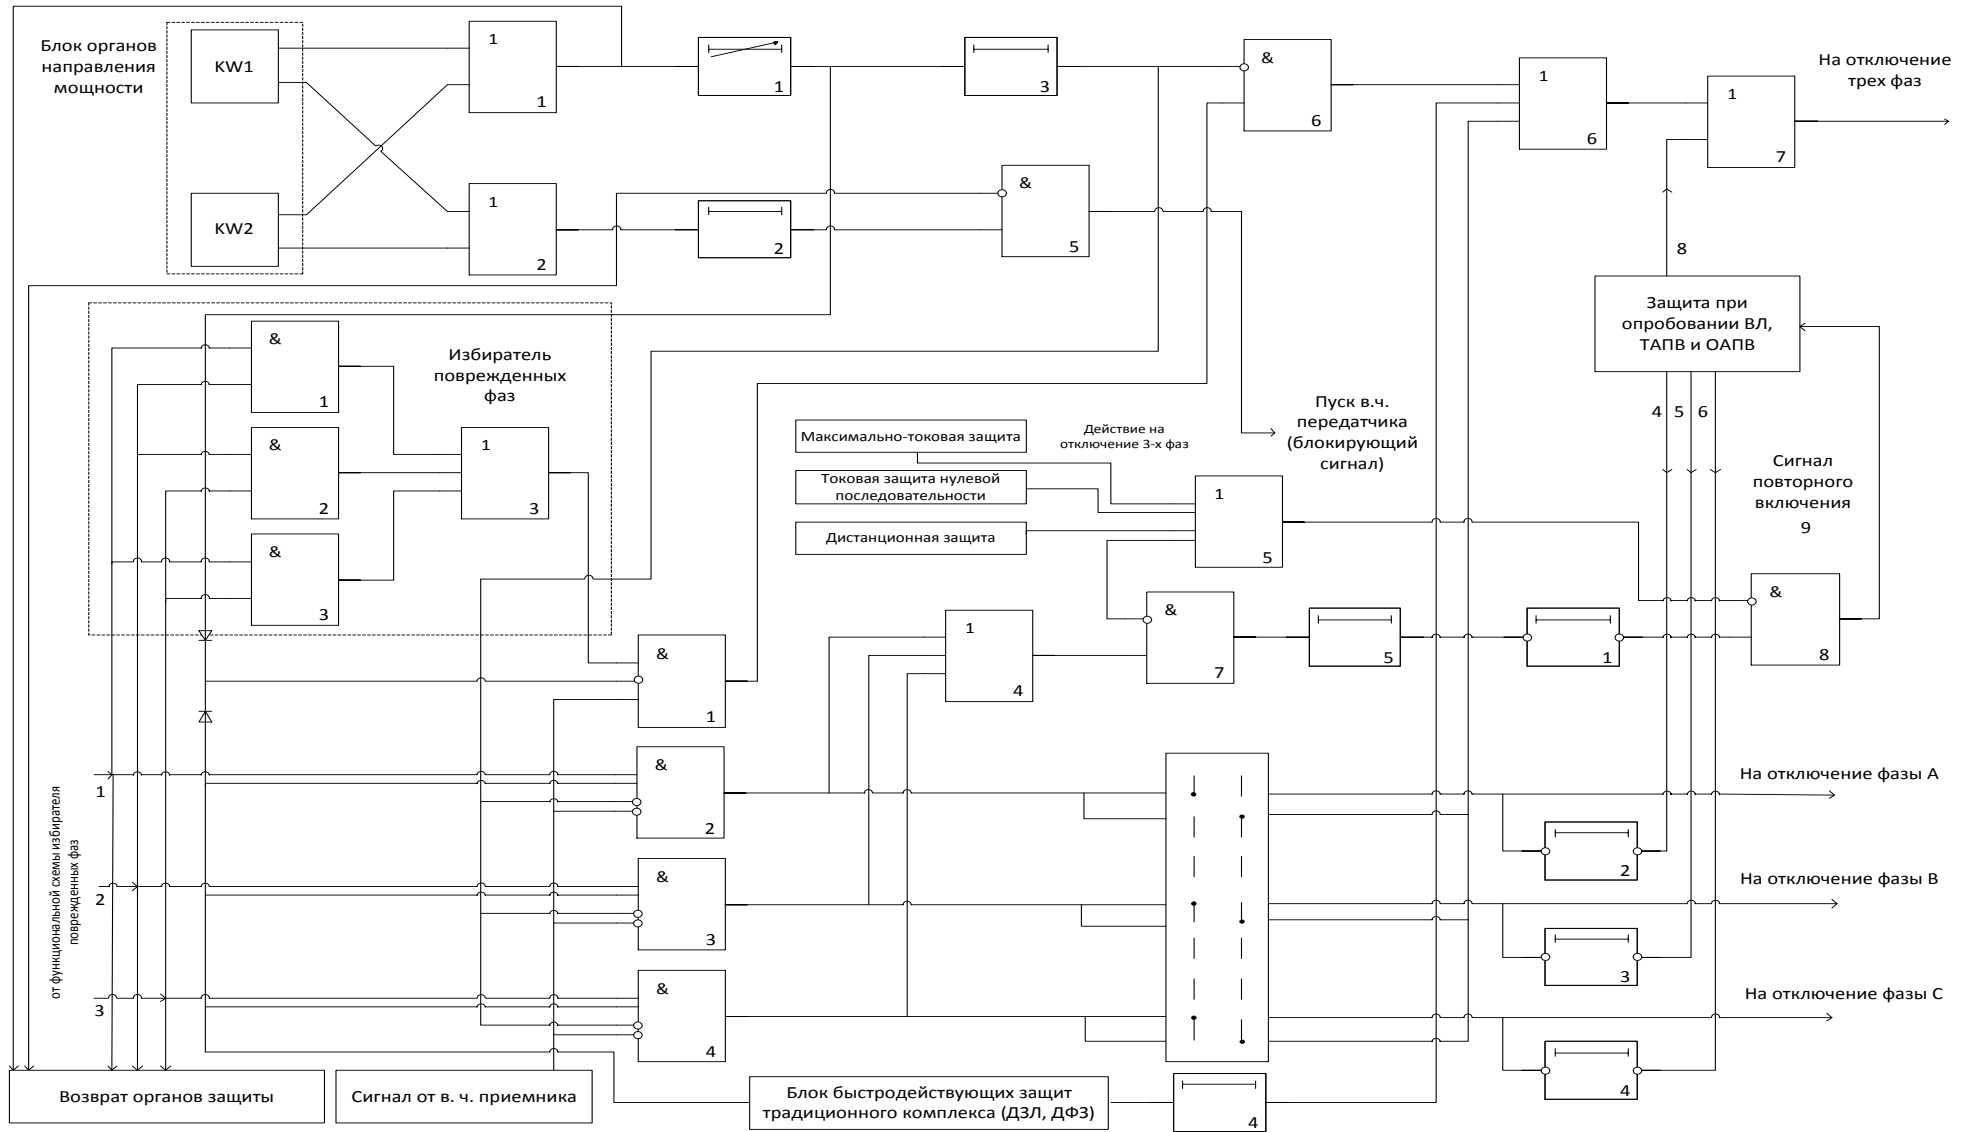 Блок органов
направления
мощности
KW1
KW2
1
1
1
2
1
3
&
6
1
6
1
7
На отключение
трех фаз
2
&
5
8
Защита при
опробовании ВЛ,
ТАПВ и ОАПВ
4 5 6
Избиратель
поврежденных
фаз
&
1
&
2
&
3
1
3
Пуск в.ч.
передатчика
(блокирующий
сигнал)
Максимально-токовая защита
Действие на
отключение 3-х фаз
Токовая защита нулевой
последовательности
Дистанционная защита
1
5
Сигнал
повторного
включения
9
&
8
&
7
5
1
1
4
&
1
&
2
&
3
&
4
от функциональной схемы избирателя
поврежденных фаз
1
2
3
На отключение фазы А
2
На отключение фазы В
3
На отключение фазы С
4
Возврат органов защиты
Сигнал от в. ч. приемника
Блок быстродействующих защит
традиционного комплекса (ДЗЛ, ДФЗ)
4